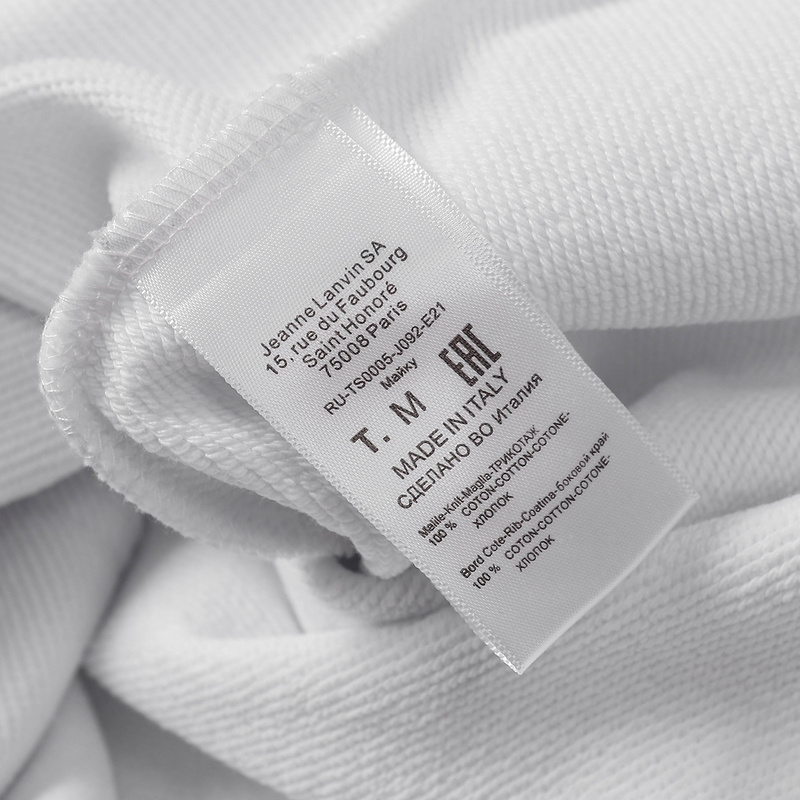 Jeanne Lanvin SA
15, rue du Faubourg
Saint Honoré
75008 Paris
RU-TS0005-J092-E21
Майку
T. M EAC
MADE IN ITALY
СДЕЛАНО ВО Италия
Malile-Knit-Maglia-ТРИКОТАЖ
100 % COTON-COTTON-COTONE-
ХЛОПОК
Bord Cote-Rib-Coatina-боковой край
100 % COTON-COTTON-COTONE-
ХЛОПОК